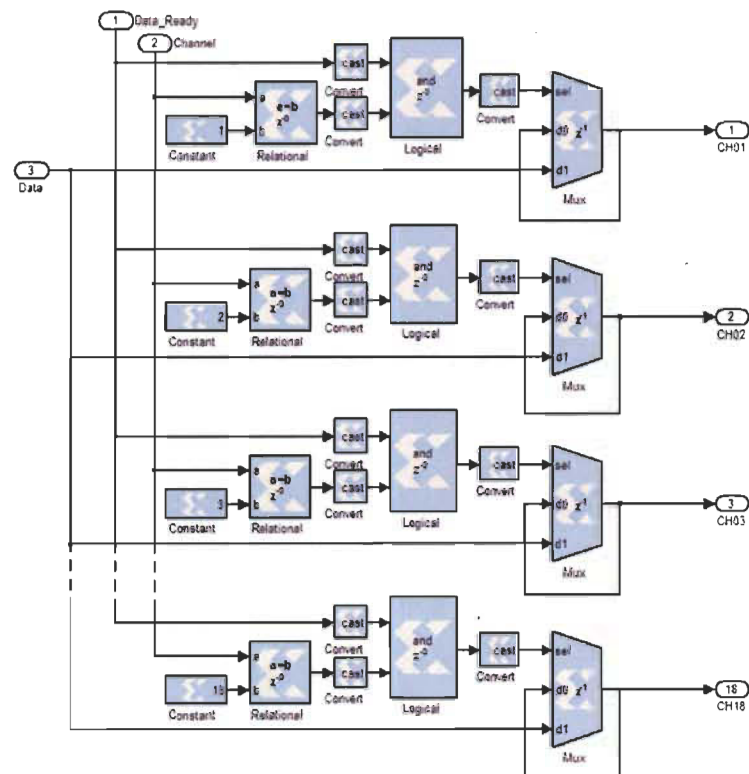 1 Data_Ready
2 Channel
cast
Convert
and
z⁻⁰
Logical
cast
Convert
sel
d0 z⁻¹
d1
Mux
1
CH01
a
b
a=b
z⁻⁰
Relational
cast
Convert
1
Constant
3
Data
cast
Convert
and
z⁻⁰
Logical
cast
Convert
sel
d0 z⁻¹
d1
Mux
2
CH02
a
b
a=b
z⁻⁰
Relational
cast
Convert
2
Constant
cast
Convert
and
z⁻⁰
Logical
cast
Convert
sel
d0 z⁻¹
d1
Mux
3
CH03
a
b
a=b
z⁻⁰
Relational
cast
Convert
3
Constant
cast
Convert
and
z⁻⁰
Logical
cast
Convert
sel
d0 z⁻¹
d1
Mux
18
CH18
a
b
a=b
z⁻⁰
Relational
cast
Convert
18
Constant